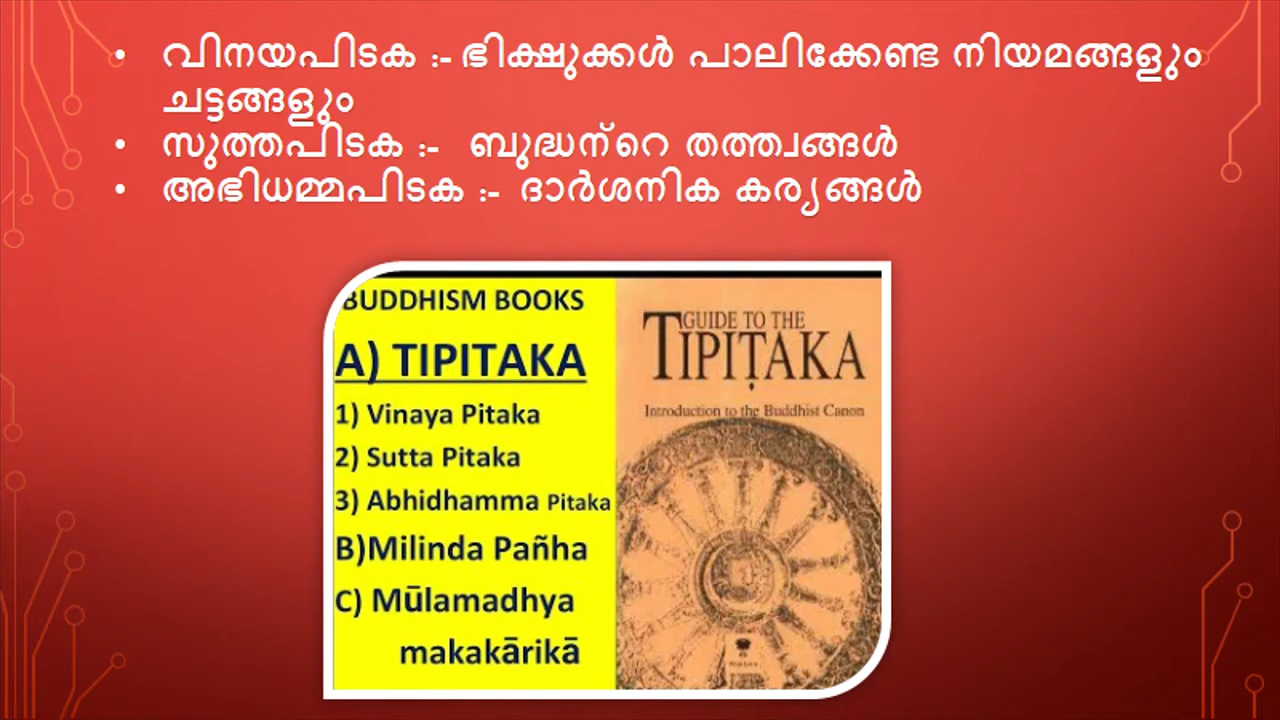 • വിനയപിടക :- ഭിക്ഷുക്കൾ പാലിക്കേണ്ട നിയമങ്ങളും
ചട്ടങ്ങളും
• സുത്തപിടക :- ബുദ്ധന്റെ തത്ത്വങ്ങൾ
• അഭിധമ്മപിടക :- ദാർശനിക കര്യങ്ങൾ
BUDDHISM BOOKS
A) TIPITAKA
1) Vinaya Pitaka
2) Sutta Pitaka
3) Abhidhamma Pitaka
B)Milinda Pañha
C) Mūlamadhya
makakārikā
GUIDE TO THE
TIPIṬAKA
Introduction to the Buddhist Canon